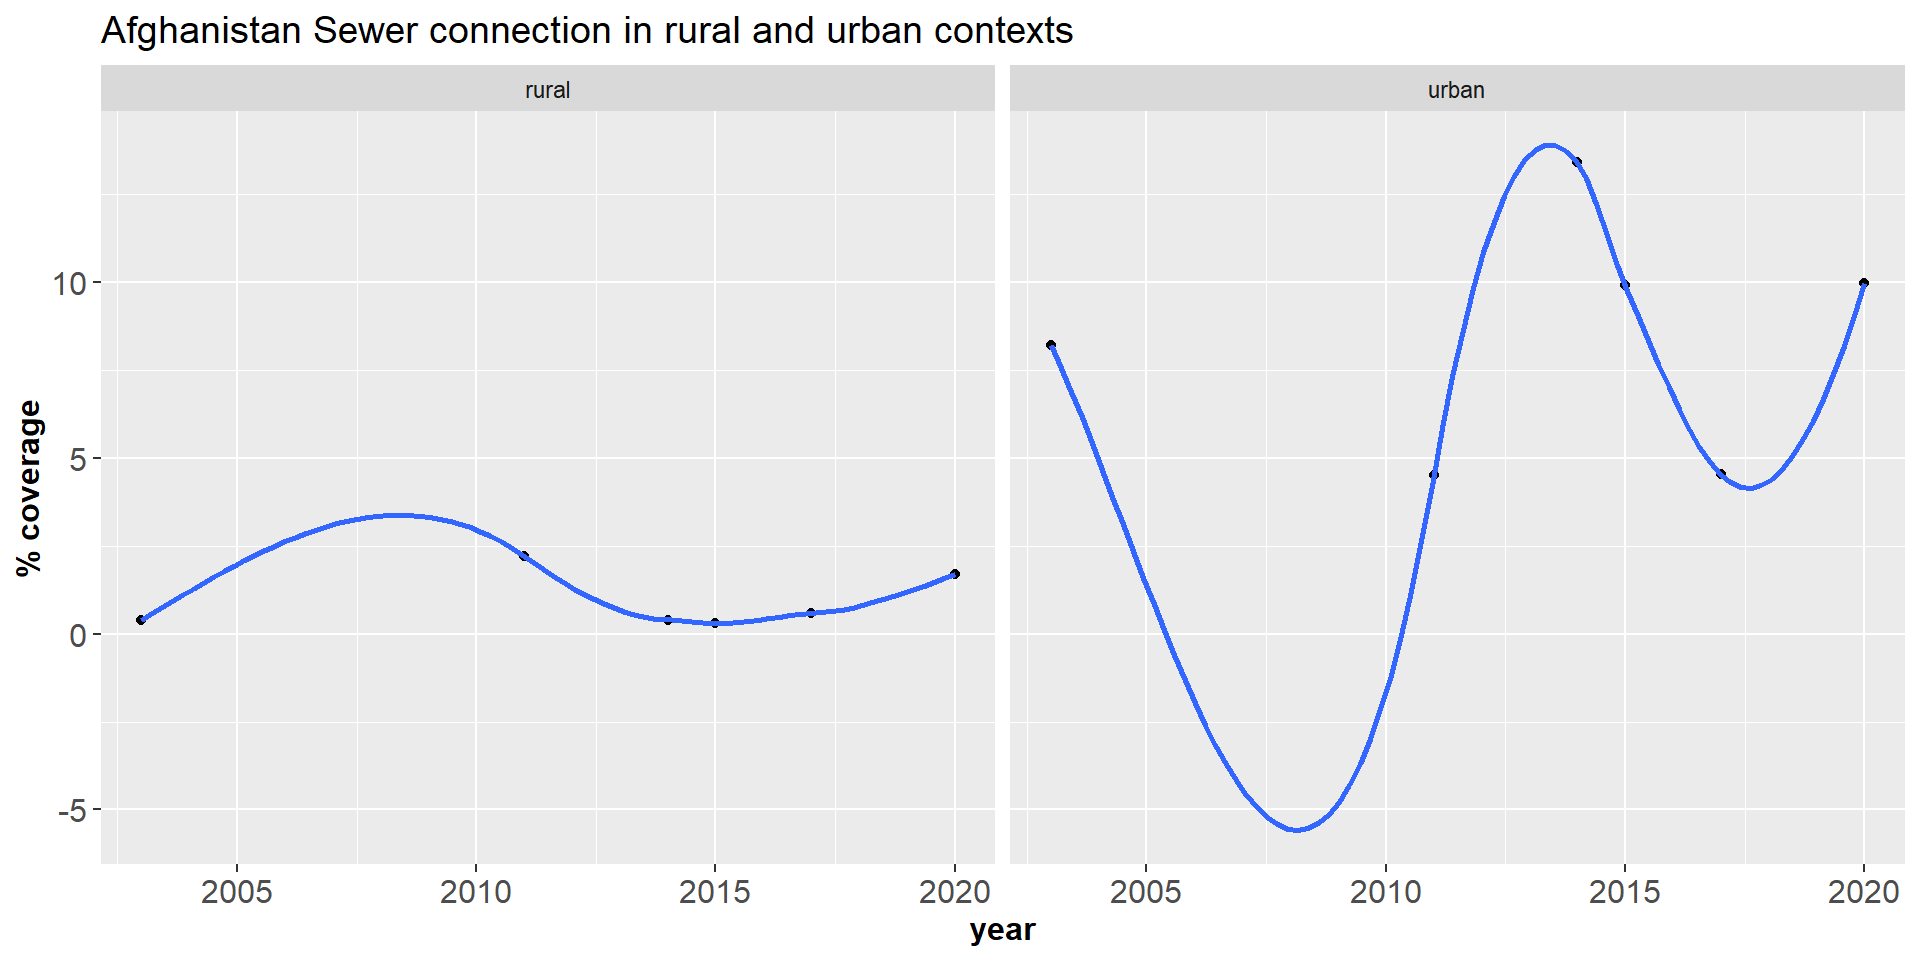 Afghanistan Sewer connection in rural and urban contexts
rural
urban
% coverage
10
5
0
-5
2005 2010 2015 2020
2005 2010 2015 2020
year